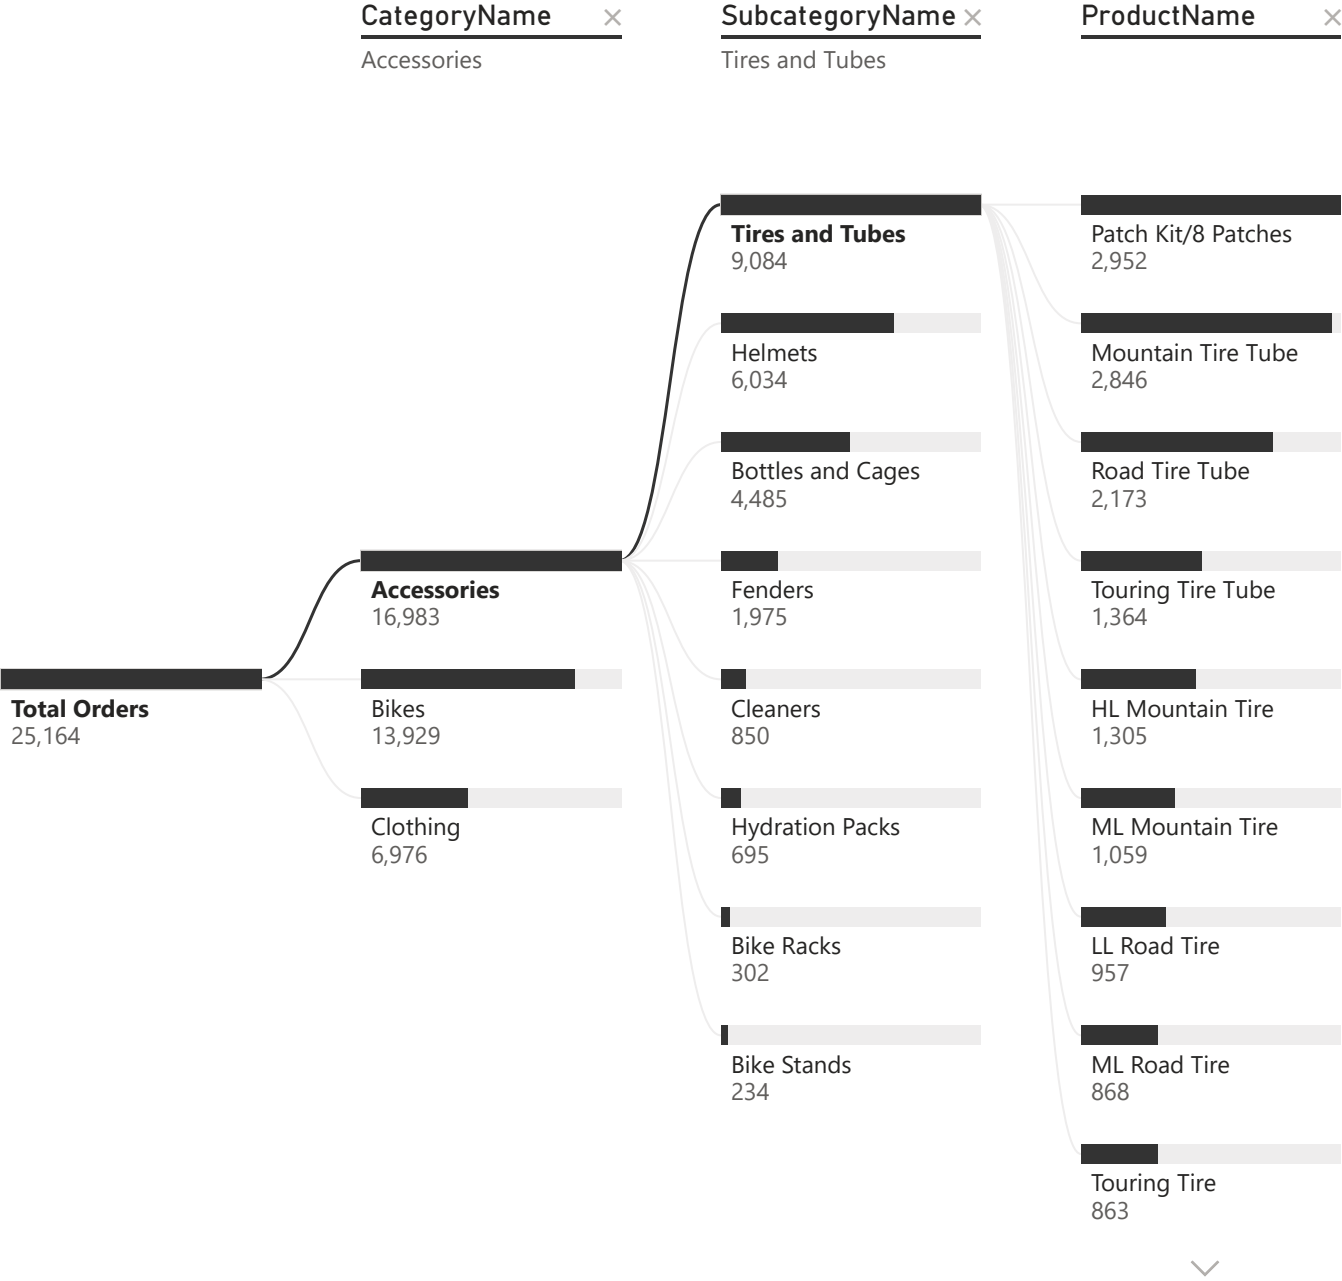 CategoryName
Accessories
SubcategoryName
Tires and Tubes
ProductName
Total Orders
25,164
Accessories
16,983
Bikes
13,929
Clothing
6,976
Tires and Tubes
9,084
Helmets
6,034
Bottles and Cages
4,485
Fenders
1,975
Cleaners
850
Hydration Packs
695
Bike Racks
302
Bike Stands
234
Patch Kit/8 Patches
2,952
Mountain Tire Tube
2,846
Road Tire Tube
2,173
Touring Tire Tube
1,364
HL Mountain Tire
1,305
ML Mountain Tire
1,059
LL Road Tire
957
ML Road Tire
868
Touring Tire
863